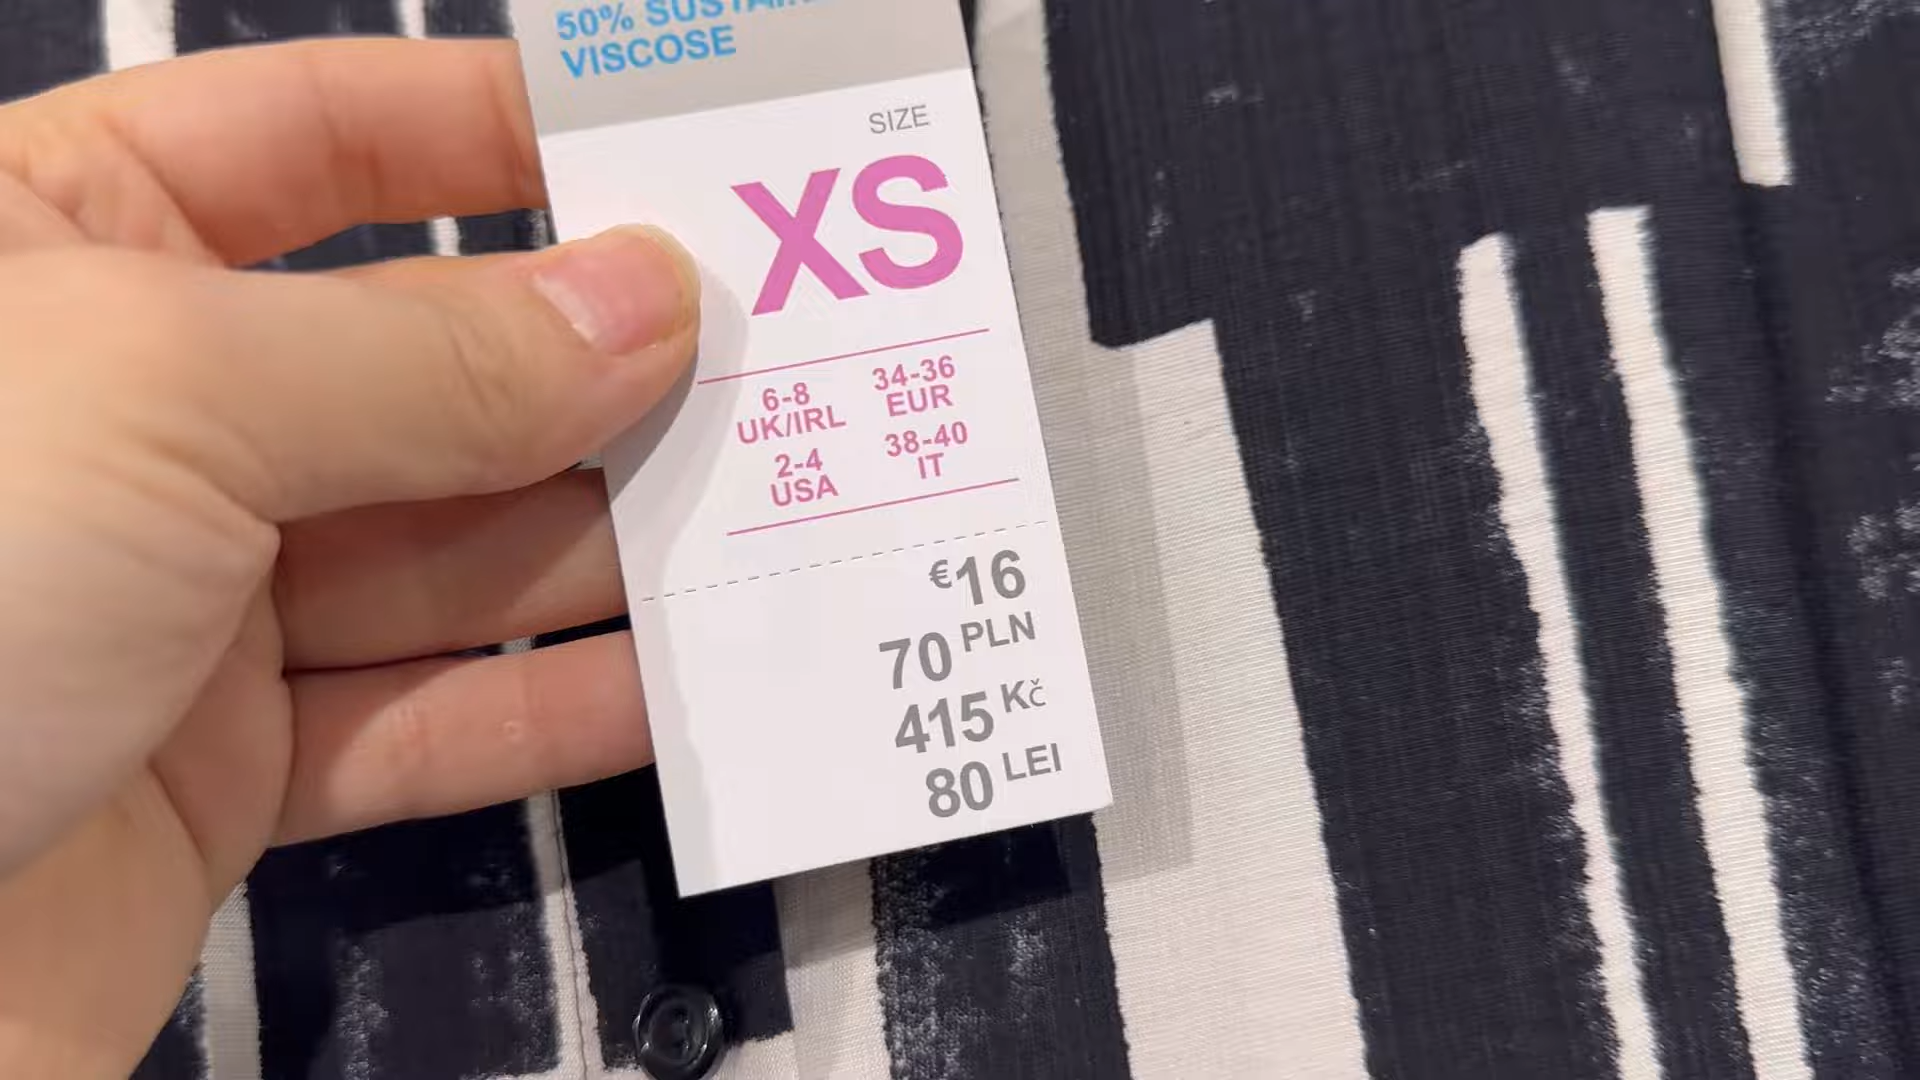 50%
VISCOSE
SIZE
XS
6-8
UK/IRL
34-36
EUR
2-4
USA
38-40
IT
€16
70 PLN
415 Kč
80 LEI